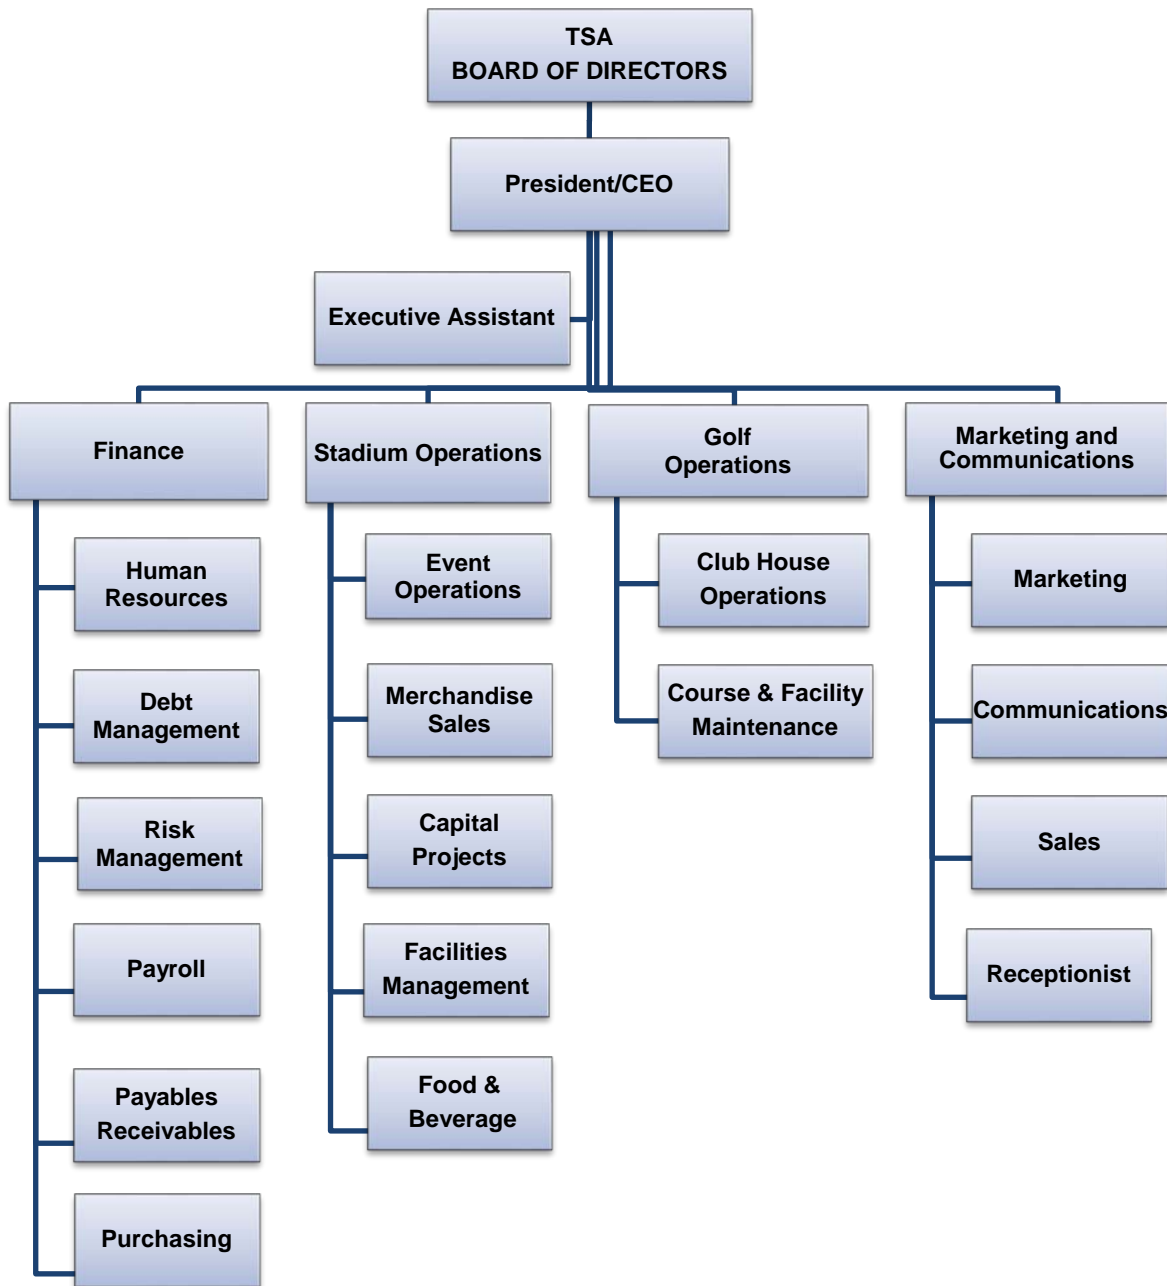 TSA
BOARD OF DIRECTORS
President/CEO
Executive Assistant
Finance
Human
Resources
Debt
Management
Risk
Management
Payroll
Payables
Receivables
Purchasing
Stadium Operations
Event
Operations
Merchandise
Sales
Capital
Projects
Facilities
Management
Food &
Beverage
Golf
Operations
Club House
Operations
Course & Facility
Maintenance
Marketing and
Communications
Marketing
Communications
Sales
Receptionist